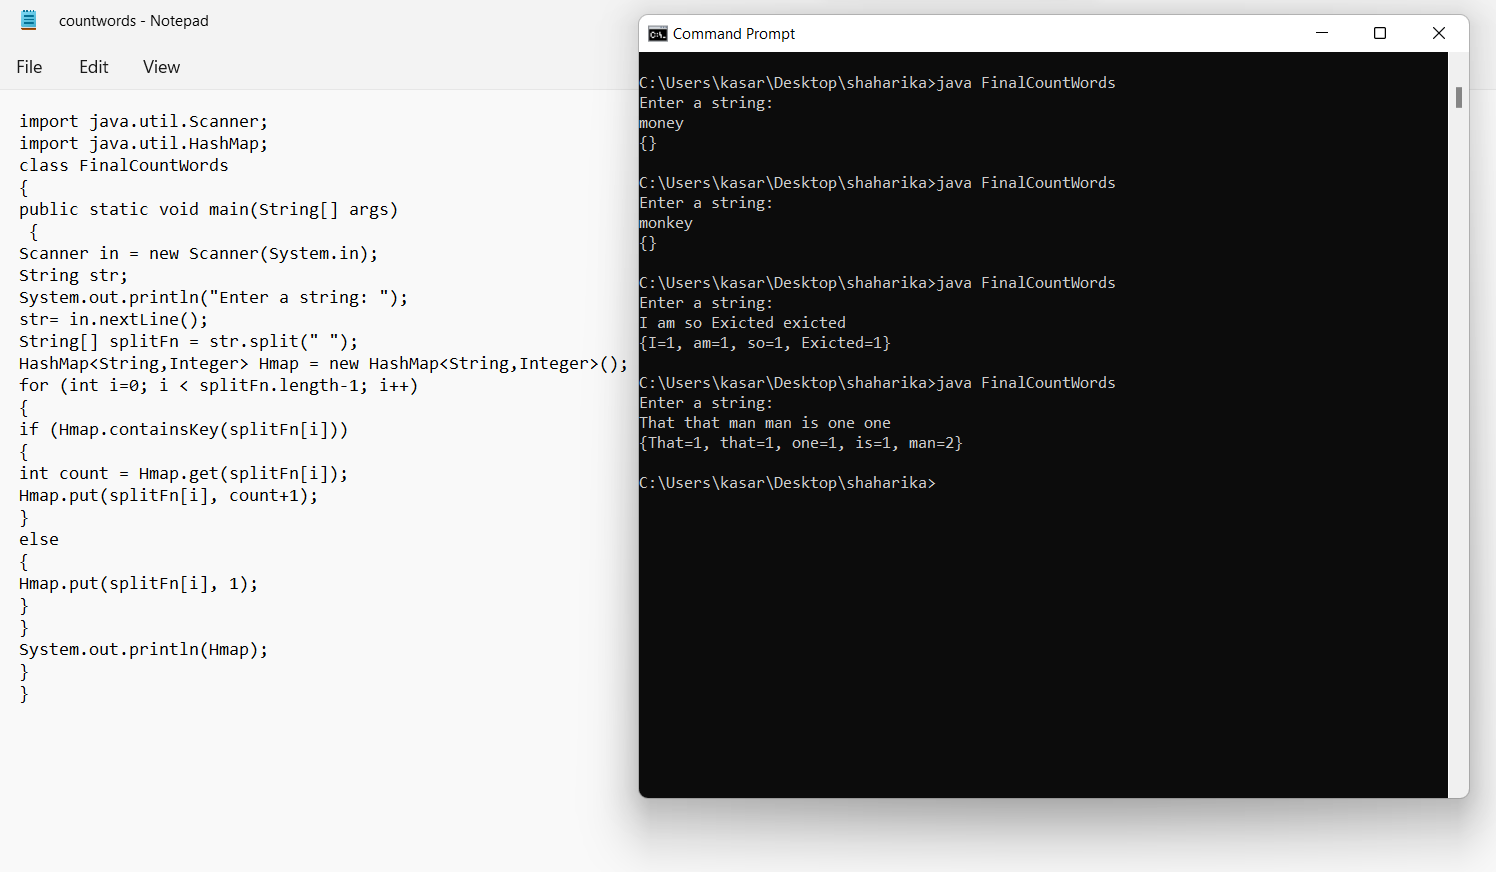 countwords - Notepad
File Edit View
import java.util.Scanner;
import java.util.HashMap;
class FinalCountWords
{
public static void main(String[] args)
 {
Scanner in = new Scanner(System.in);
String str;
System.out.println("Enter a string: ");
str= in.nextLine();
String[] splitFn = str.split(" ");
HashMap<String,Integer> Hmap = new HashMap<String,Integer>();
for (int i=0; i < splitFn.length-1; i++)
{
if (Hmap.containsKey(splitFn[i]))
{
int count = Hmap.get(splitFn[i]);
Hmap.put(splitFn[i], count+1);
}
else
{
Hmap.put(splitFn[i], 1);
}
}
System.out.println(Hmap);
}
}
Command Prompt
C:\Users\kasar\Desktop\shaharika>java FinalCountWords
Enter a string:
money
{}
C:\Users\kasar\Desktop\shaharika>java FinalCountWords
Enter a string:
monkey
{}
C:\Users\kasar\Desktop\shaharika>java FinalCountWords
Enter a string:
I am so Exicted exicted
{I=1, am=1, so=1, Exicted=1}
C:\Users\kasar\Desktop\shaharika>java FinalCountWords
Enter a string:
That that man man is one one
{That=1, that=1, one=1, is=1, man=2}
C:\Users\kasar\Desktop\shaharika>